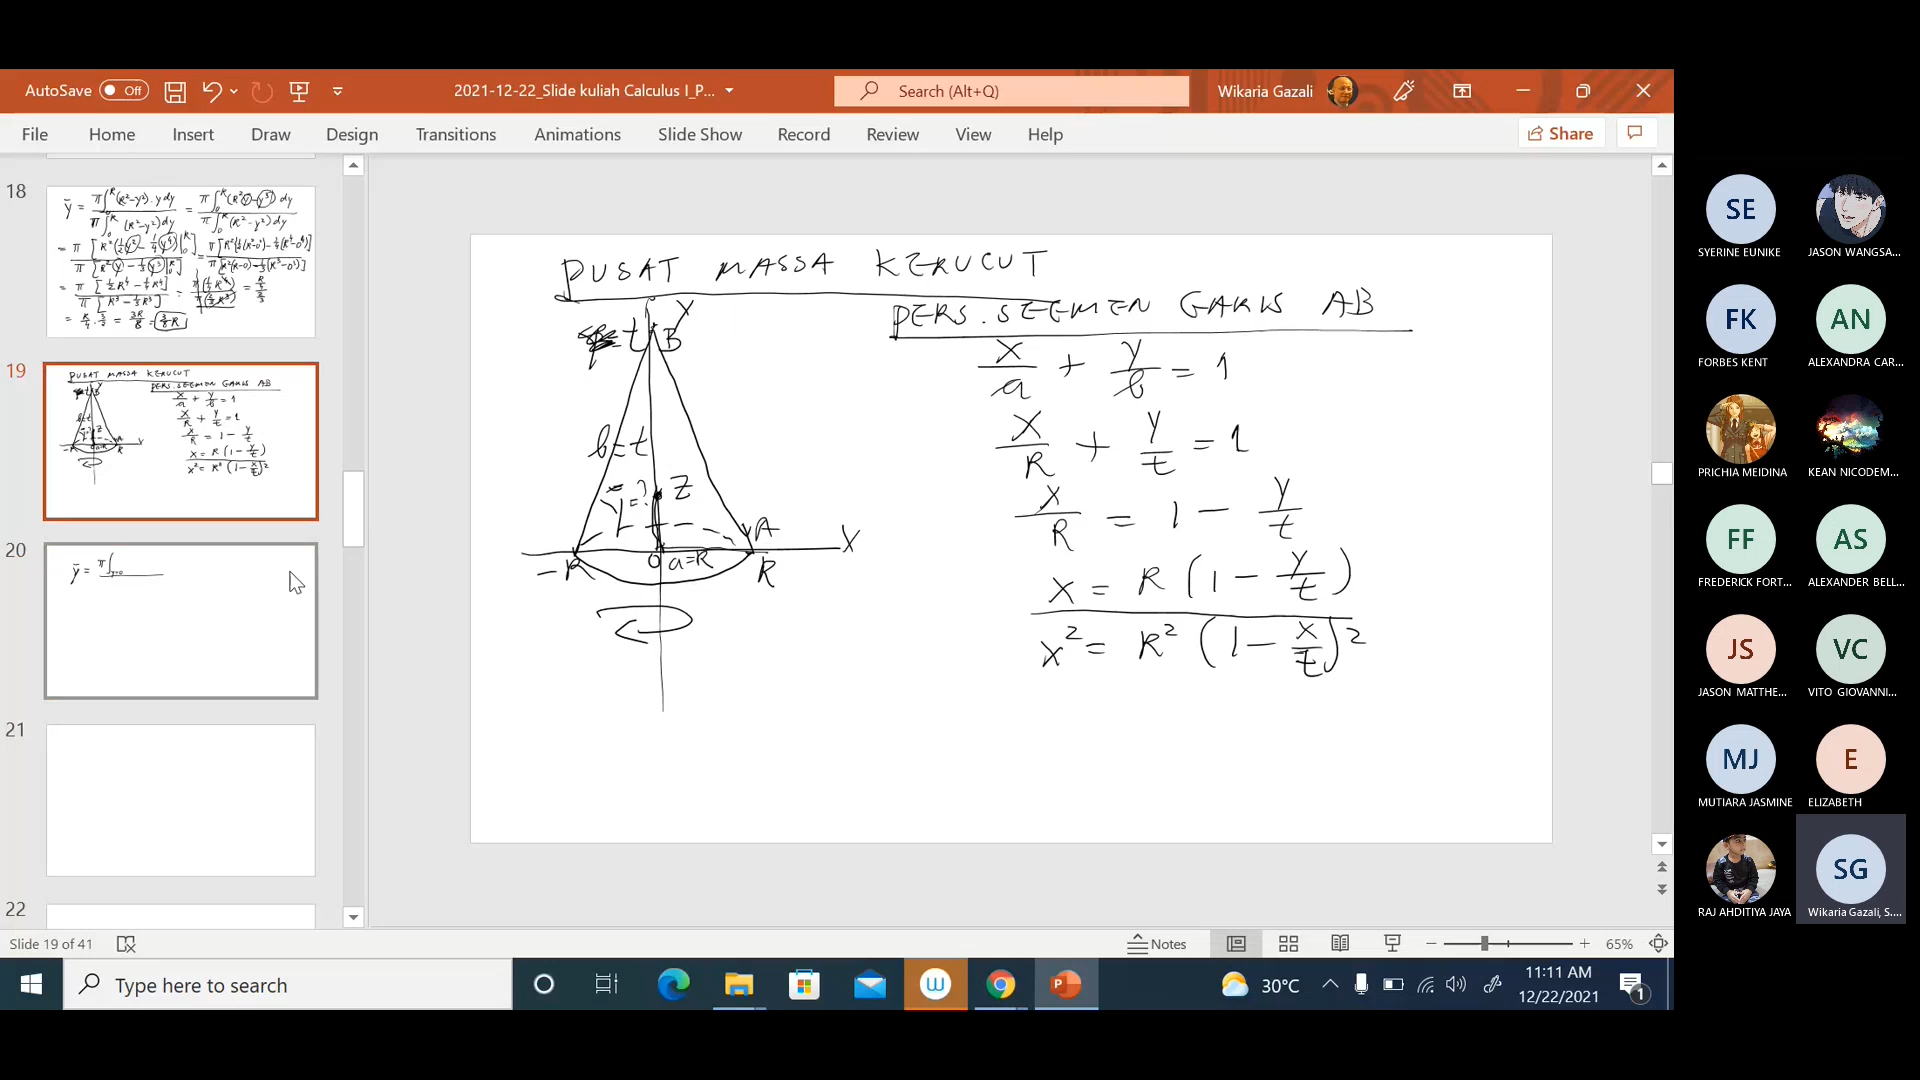 AutoSave Off 2021-12-22_Slide kuliah Calculus I_P... Search (Alt+Q) Wikaria Gazali
File Home Insert Draw Design Transitions Animations Slide Show Record Review View Help Share
18
19
20
21
22
PUSAT MASSA KERUCUT
PERS. SEGMEN GARIS AB
Y
t B
b=t
ȳ=? Z
A
X
-R O a=R R
x/a + y/b = 1
x/R + y/t = 1
x/R = 1 - y/t
x = R (1 - y/t)
x² = R² (1 - x/t)²
SE
SYERINE EUNIKE JASON WANGSA...
FK AN
FORBES KENT ALEXANDRA CAR...
PRICHIA MEIDINA KEAN NICODEM...
FF AS
FREDERICK FORT... ALEXANDER BELL...
JS VC
JASON MATTHE... VITO GIOVANNI...
MJ E
MUTIARA JASMINE ELIZABETH
SG
RAJ AHDITIYA JAYA Wikaria Gazali, S....
Slide 19 of 41 Notes 65%
Type here to search 30°C 11:11 AM
12/22/2021 1